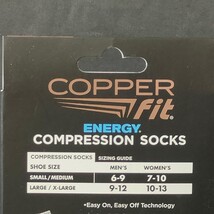 COPPER
fit.
ENERGY.
COMPRESSION SOCKS
COMPRESSION SOCKS SIZING GUIDE
SHOE SIZE MEN'S WOMEN'S
SMALL/MEDIUM 6-9 7-10
LARGE / X-LARGE 9-12 10-13
•Easy On, Easy Off Technology